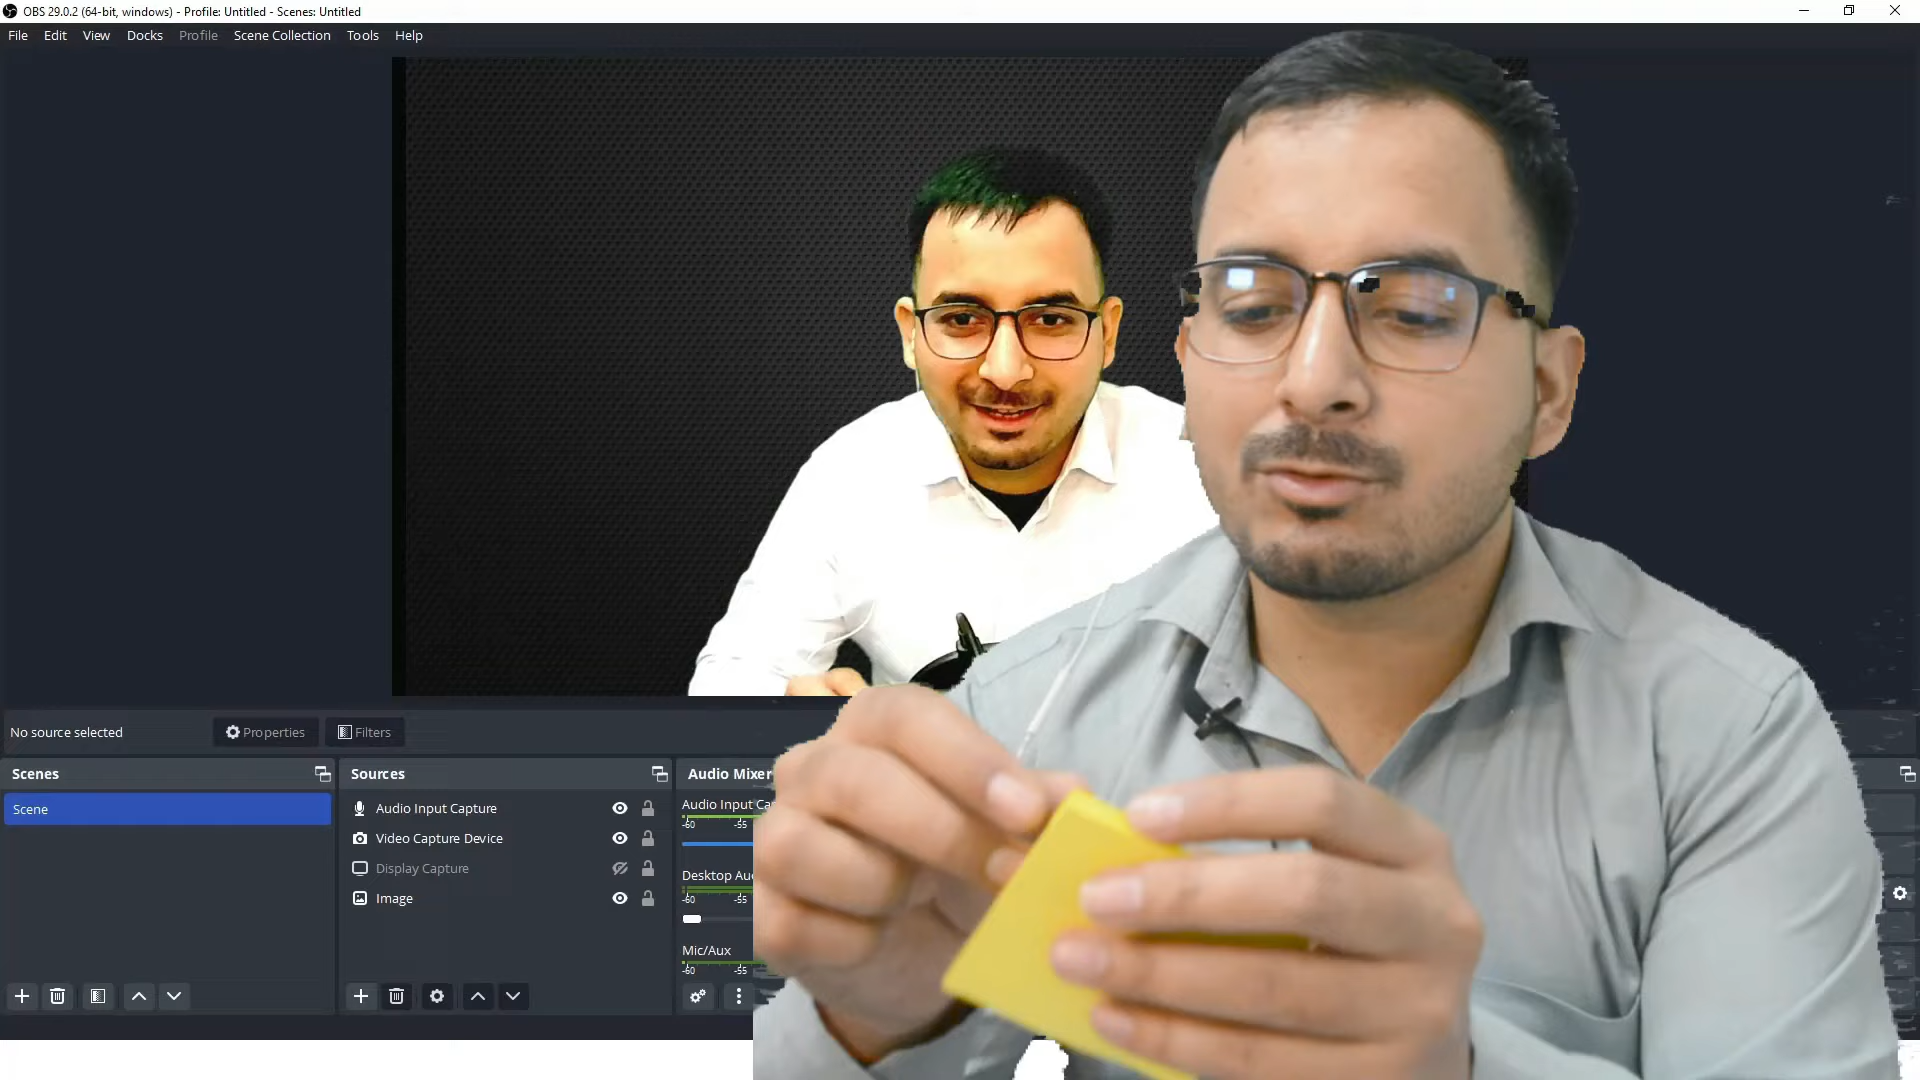 OBS 29.0.2 (64-bit, windows) - Profile: Untitled - Scenes: Untitled
File Edit View Docks Profile Scene Collection Tools Help
No source selected Properties Filters
Scenes
Scene
Sources
Audio Input Capture
Video Capture Device
Display Capture
Image
Audio Mixer
Audio Input Ca
-60 -55
Desktop Au
-60 -55
Mic/Aux
-60 -55